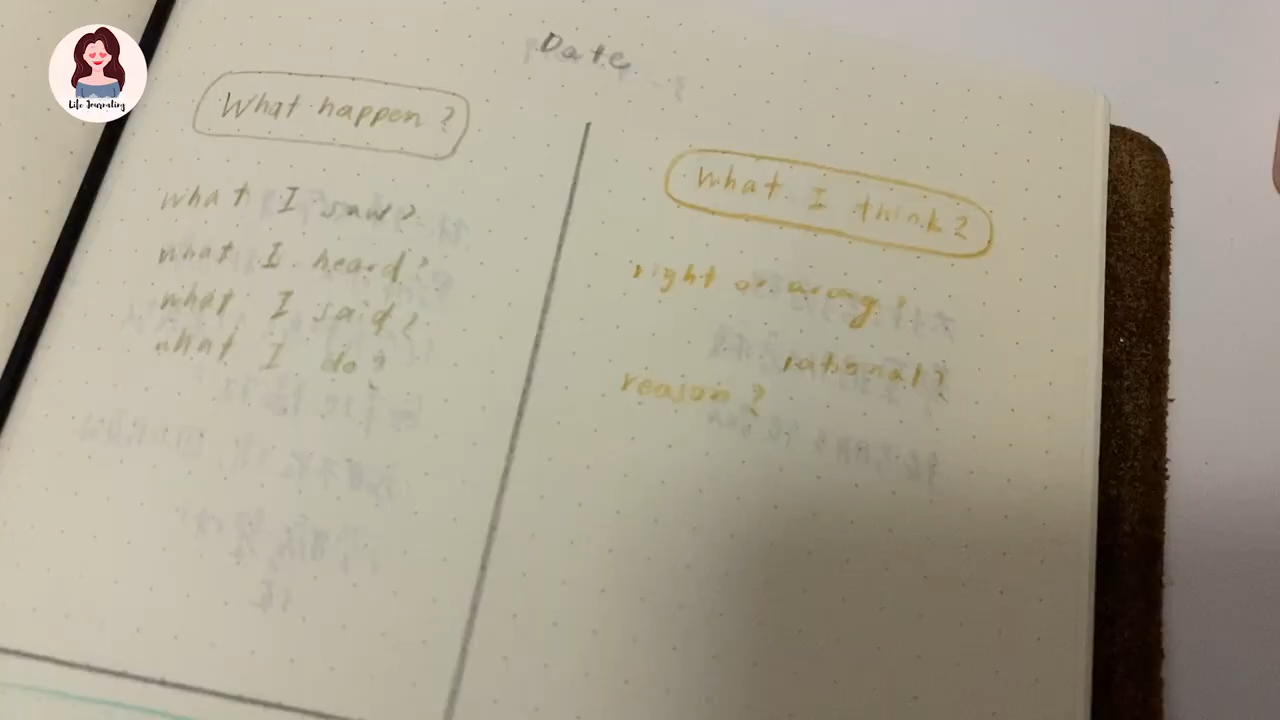 Life Journaling
Date
What happen?
what I saw?
what I heard?
what I said?
what I do?
What I think?
right or wrong?
rational?
reason?